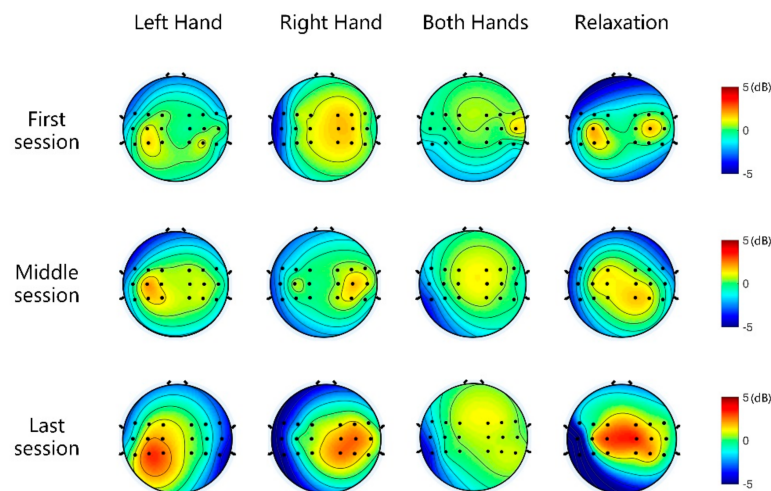 Left Hand Right Hand Both Hands Relaxation
First
session
5 (dB)
0
-5
Middle
session
5 (dB)
0
-5
Last
session
5 (dB)
0
-5